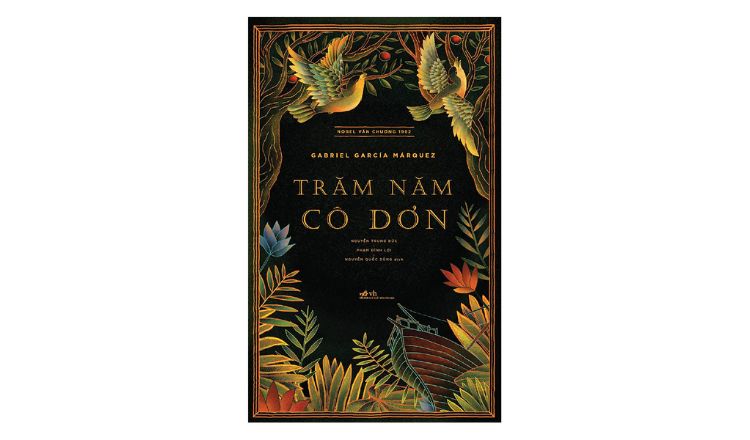 NOBEL VĂN CHƯƠNG 1982
GABRIEL GARCÍA MÁRQUEZ
TRĂM NĂM
CÔ ĐƠN
NGUYỄN TRUNG ĐỨC
PHẠM ĐÌNH LỢI
NGUYỄN QUỐC DŨNG dịch
vh